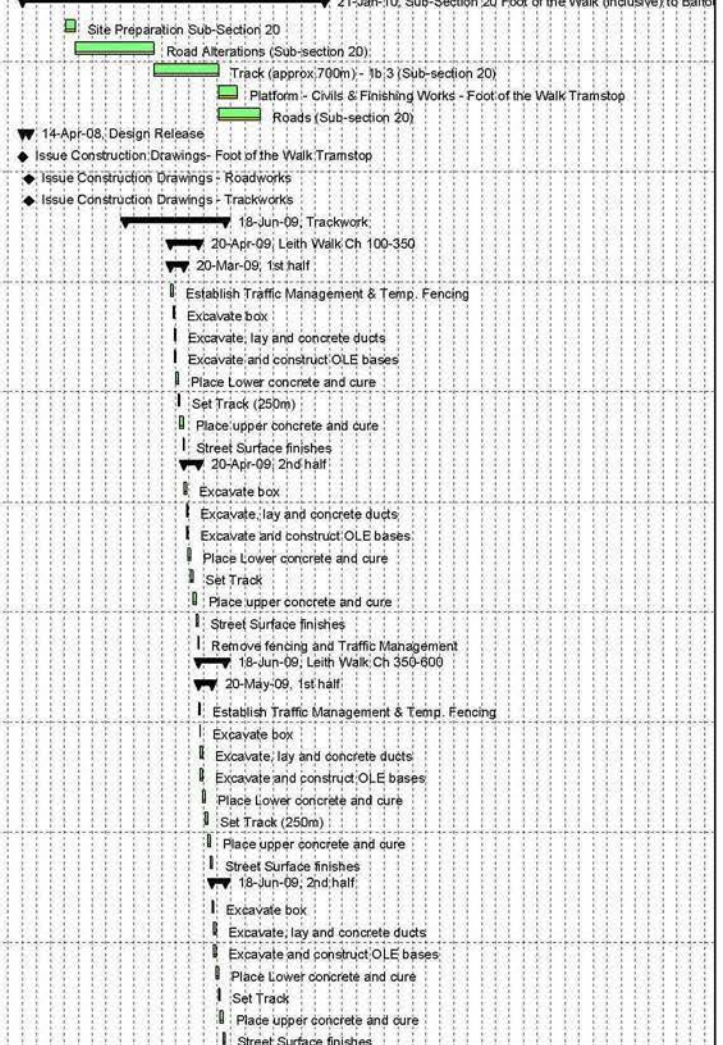 21-Jan-10, Sub-Section 20 Foot of the Walk (Inclusive) to
Site Preparation Sub-Section 20
Road Alterations (Sub-section 20)
Track (approx.700m) - 1b 3 (Sub-section 20)
Platform - Civils & Finishing Works - Foot of the Walk Tramstop
Roads (Sub-section 20)
14-Apr-08, Design Release
Issue Construction Drawings- Foot of the Walk Tramstop
Issue Construction Drawings - Roadworks
Issue Construction Drawings - Trackworks
18-Jun-09, Trackwork
20-Apr-09, Leith Walk Ch 100-350
20-Mar-09, 1st half
Establish Traffic Management & Temp. Fencing
Excavate box
Excavate, lay and concrete ducts
Excavate and construct OLE bases
Place Lower concrete and cure
Set Track (250m)
Place upper concrete and cure
Street Surface finishes
20-Apr-09, 2nd half
Excavate box
Excavate, lay and concrete ducts
Excavate and construct OLE bases
Place Lower concrete and cure
Set Track
Place upper concrete and cure
Street Surface finishes
Remove fencing and Traffic Management
18-Jun-09, Leith Walk Ch 350-600
20-May-09, 1st half
Establish Traffic Management & Temp. Fencing
Excavate box
Excavate, lay and concrete ducts
Excavate and construct OLE bases
Place Lower concrete and cure
Set Track (250m)
Place upper concrete and cure
Street Surface finishes
18-Jun-09, 2nd half
Excavate box
Excavate, lay and concrete ducts
Excavate and construct OLE bases
Place Lower concrete and cure
Set Track
Place upper concrete and cure
Street Surface finishes